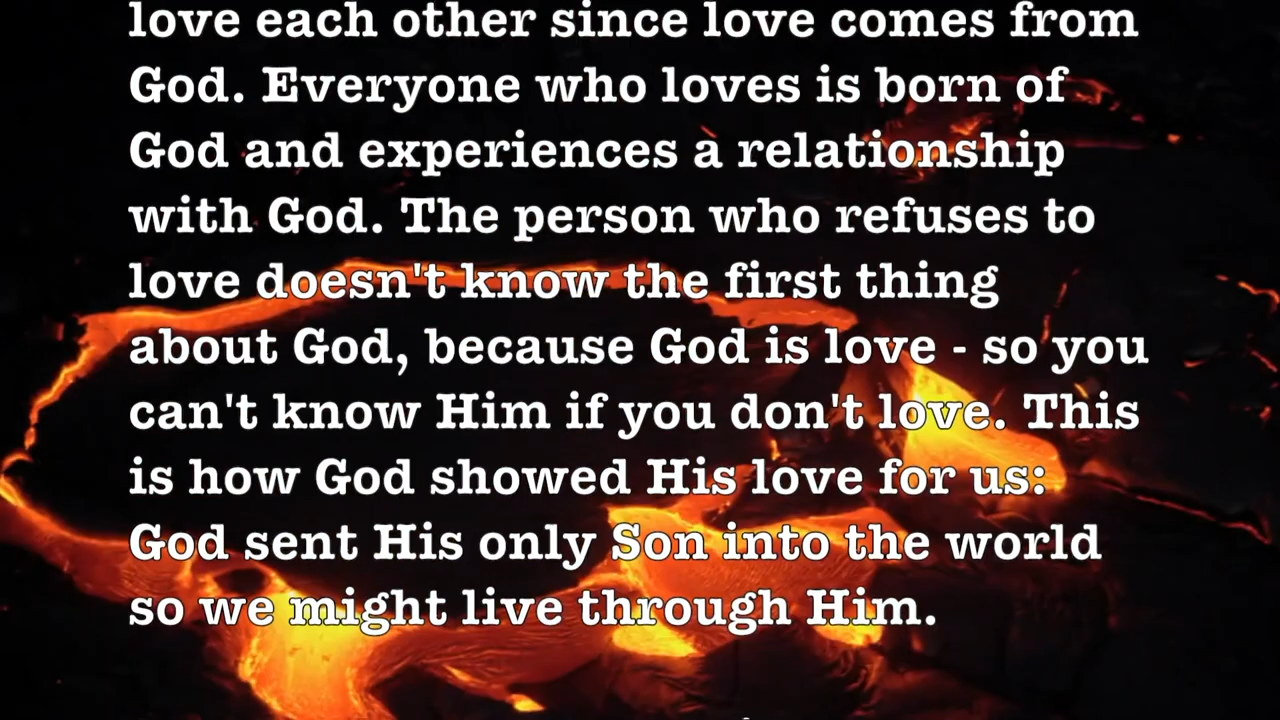 love each other since love comes from
God. Everyone who loves is born of
God and experiences a relationship
with God. The person who refuses to
love doesn't know the first thing
about God, because God is love - so you
can't know Him if you don't love. This
is how God showed His love for us:
God sent His only Son into the world
so we might live through Him.